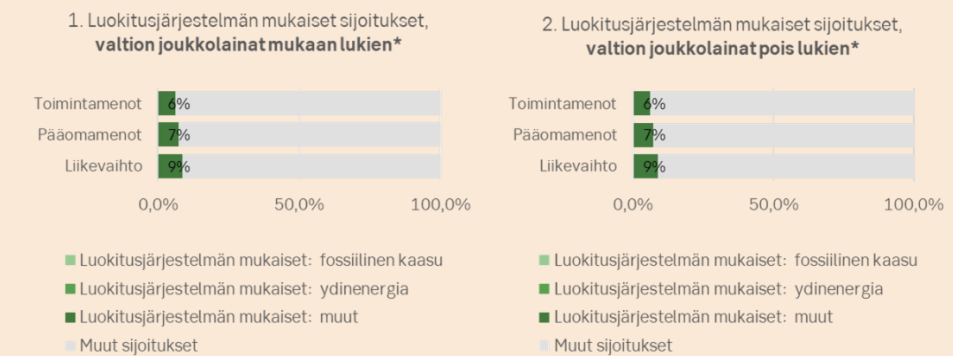 1. Luokitusjärjestelmän mukaiset sijoitukset,
valtion joukkolainat mukaan lukien*
Toimintamenot 6%
Pääomamenot 7%
Liikevaihto 9%
0,0% 50,0% 100,0%
Luokitusjärjestelmän mukaiset: fossiilinen kaasu
Luokitusjärjestelmän mukaiset: ydinenergia
Luokitusjärjestelmän mukaiset: muut
Muut sijoitukset
2. Luokitusjärjestelmän mukaiset sijoitukset,
valtion joukkolainat pois lukien*
Toimintamenot 6%
Pääomamenot 7%
Liikevaihto 9%
0,0% 50,0% 100,0%
Luokitusjärjestelmän mukaiset: fossiilinen kaasu
Luokitusjärjestelmän mukaiset: ydinenergia
Luokitusjärjestelmän mukaiset: muut
Muut sijoitukset